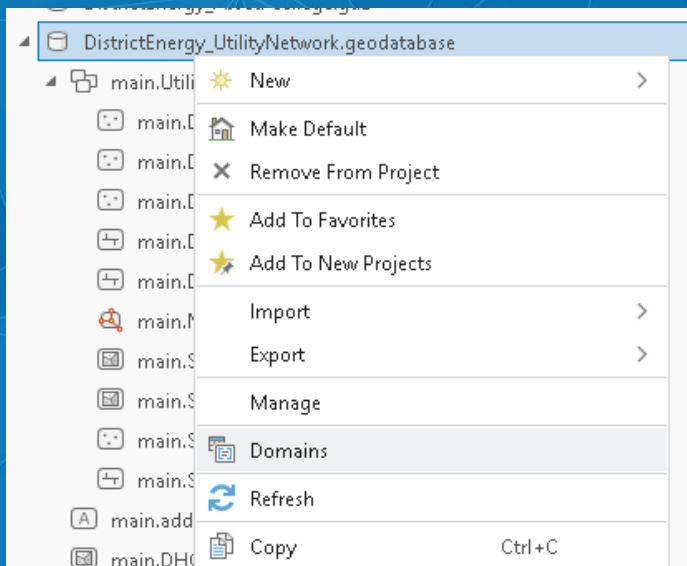 DistrictEnergy_UtilityNetwork.geodatabase
main.Utili
New
main.D
Make Default
main.D
Remove From Project
main.D
Add To Favorites
main.D
Add To New Projects
main.D
main.N
Import
main.S
Export
main.S
Manage
main.S
Domains
main.S
Refresh
main.add
Copy Ctrl+C
main.DHC